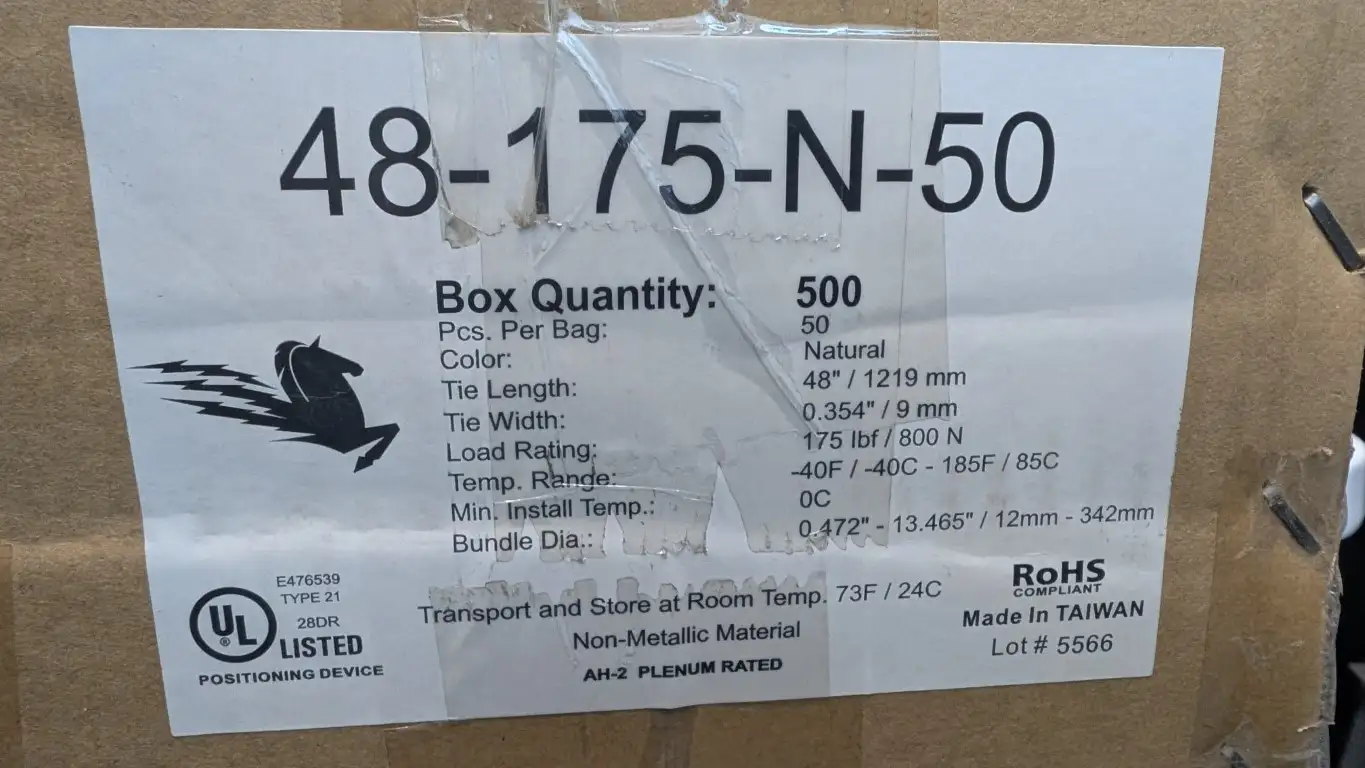 48-175-N-50
Box Quantity: 500
Pcs. Per Bag: 50
Color: Natural
Tie Length: 48" / 1219 mm
Tie Width: 0.354" / 9 mm
Load Rating: 175 lbf / 800 N
Temp. Range: -40F / -40C - 185F / 85C
Min. Install Temp.: 0C
Bundle Dia.: 0.472" - 13.465" / 12mm - 342mm
E476539
TYPE 21
28DR
UL ® LISTED
POSITIONING DEVICE
Transport and Store at Room Temp. 73F / 24C
Non-Metallic Material
AH-2 PLENUM RATED
RoHS
COMPLIANT
Made In TAIWAN
Lot # 5566